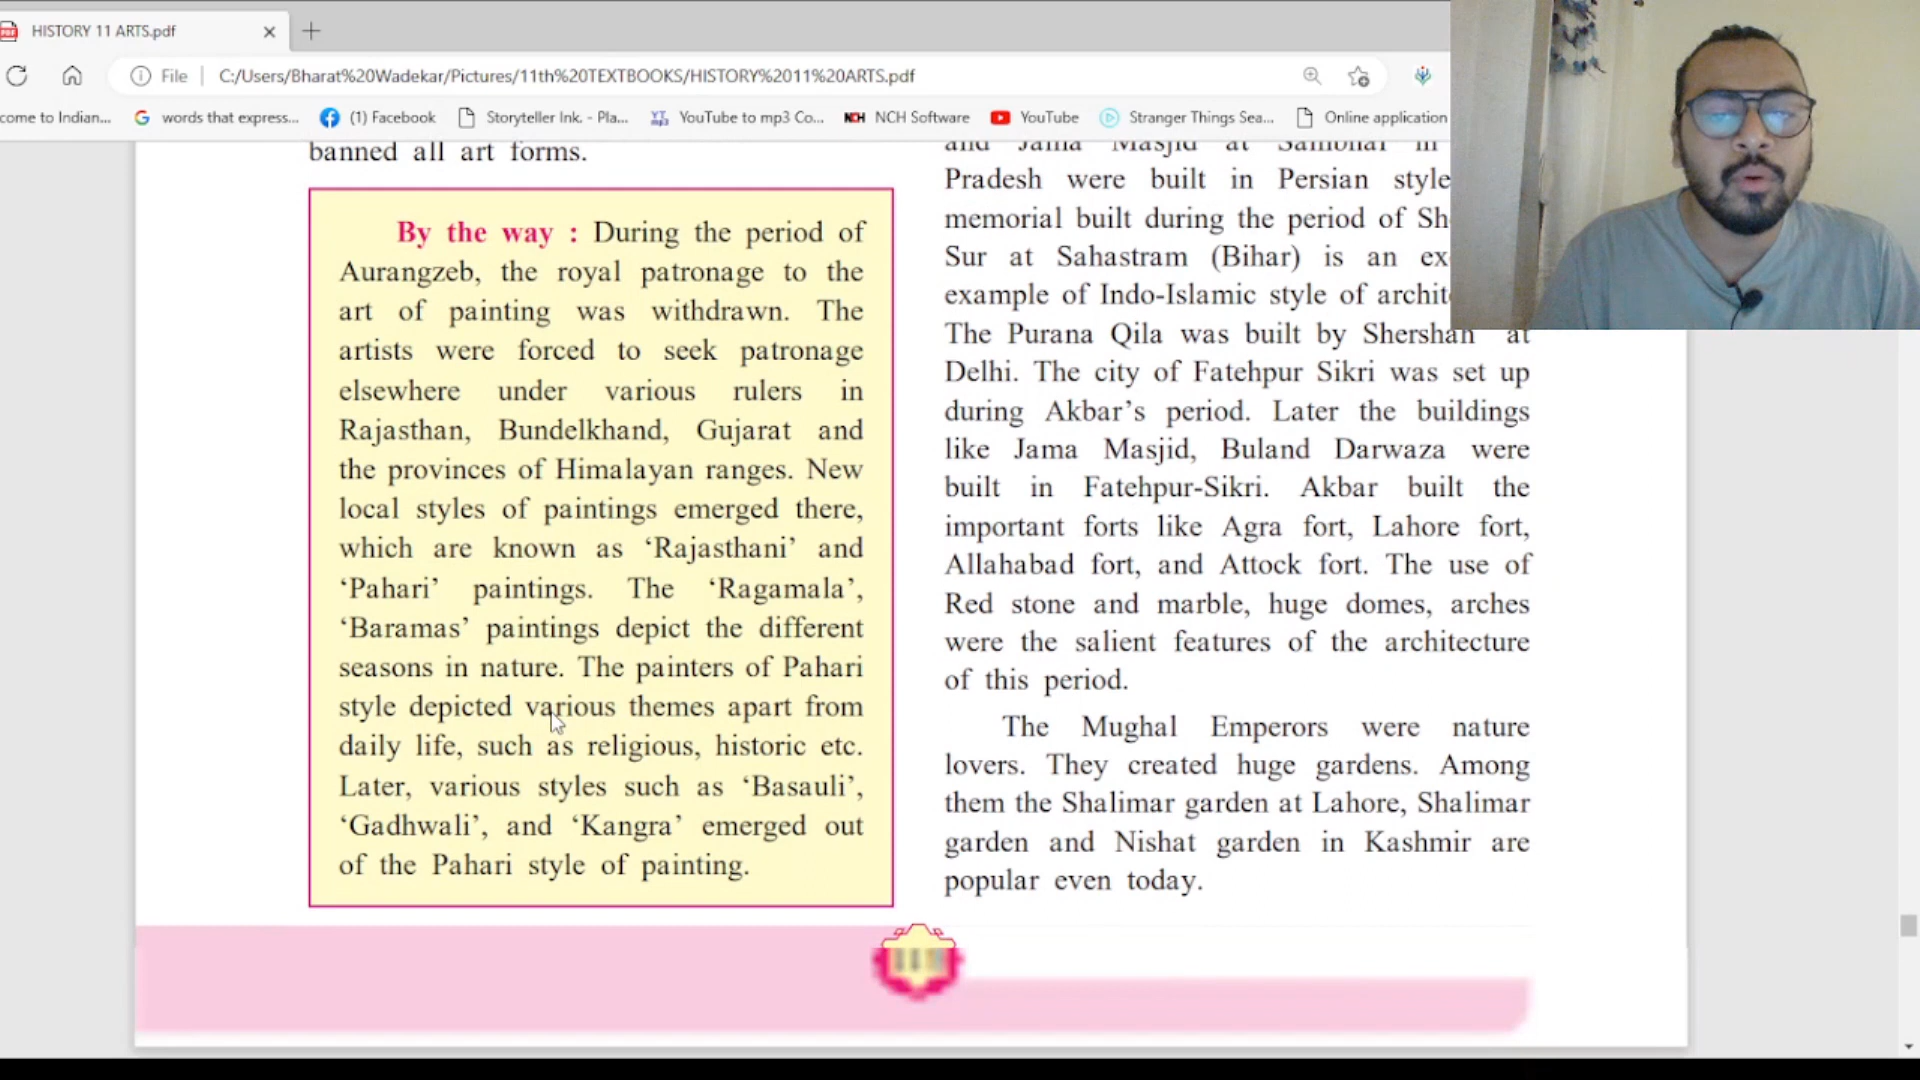 HISTORY 11 ARTS.pdf
File
C:/Users/Bharat%20Wadekar/Pictures/11th%20TEXTBOOKS/HISTORY%2011%20ARTS.pdf
come to Indian...
words that express...
(1) Facebook
Storyteller Ink. - Pla...
YouTube to mp3 Co...
NCH Software
YouTube
Stranger Things Sea...
Online application
banned all art forms.
By the way : During the period of
Aurangzeb, the royal patronage to the
art of painting was withdrawn. The
artists were forced to seek patronage
elsewhere under various rulers in
Rajasthan, Bundelkhand, Gujarat and
the provinces of Himalayan ranges. New
local styles of paintings emerged there,
which are known as ‘Rajasthani’ and
‘Pahari’ paintings. The ‘Ragamala’,
‘Baramas’ paintings depict the different
seasons in nature. The painters of Pahari
style depicted various themes apart from
daily life, such as religious, historic etc.
Later, various styles such as ‘Basauli’,
‘Gadhwali’, and ‘Kangra’ emerged out
of the Pahari style of painting.
and Jama Masjid at Sambhal in
Pradesh were built in Persian style
memorial built during the period of Sh
Sur at Sahastram (Bihar) is an ex
example of Indo-Islamic style of archit
The Purana Qila was built by Shershah at
Delhi. The city of Fatehpur Sikri was set up
during Akbar’s period. Later the buildings
like Jama Masjid, Buland Darwaza were
built in Fatehpur-Sikri. Akbar built the
important forts like Agra fort, Lahore fort,
Allahabad fort, and Attock fort. The use of
Red stone and marble, huge domes, arches
were the salient features of the architecture
of this period.
The Mughal Emperors were nature
lovers. They created huge gardens. Among
them the Shalimar garden at Lahore, Shalimar
garden and Nishat garden in Kashmir are
popular even today.